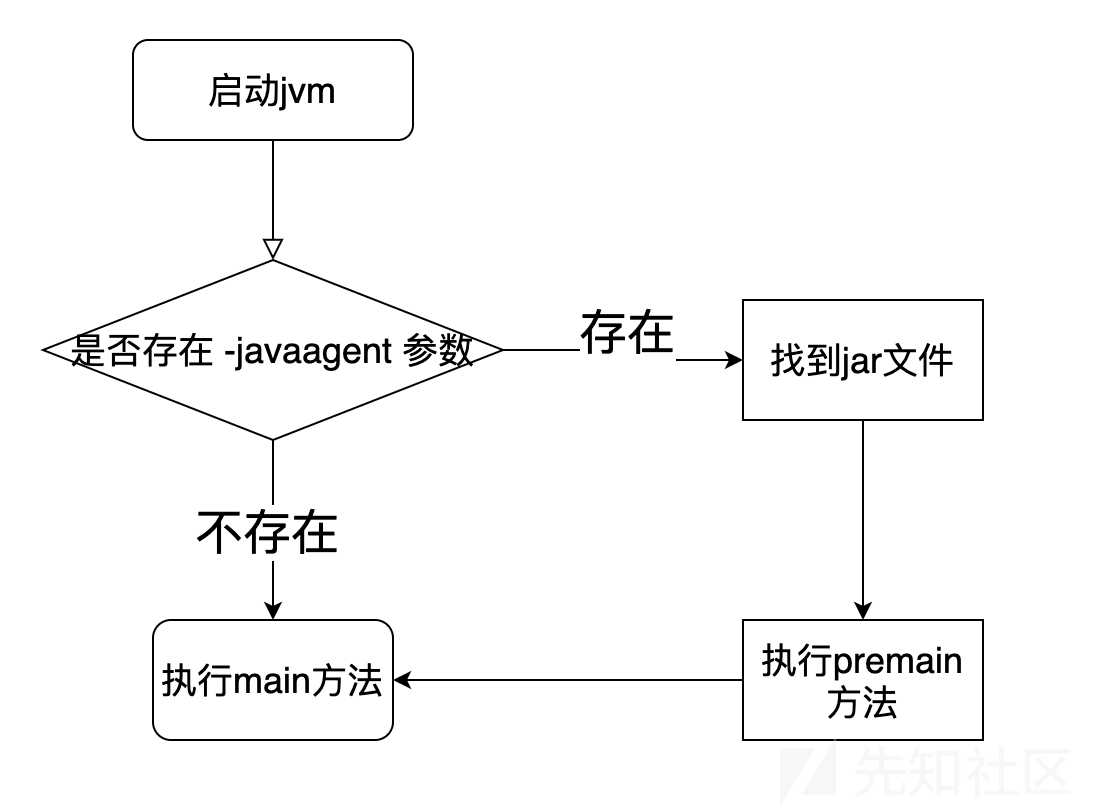 启动jvm
是否存在 -javaagent 参数
存在
找到jar文件
不存在
执行main方法
执行premain
方法
先知社区